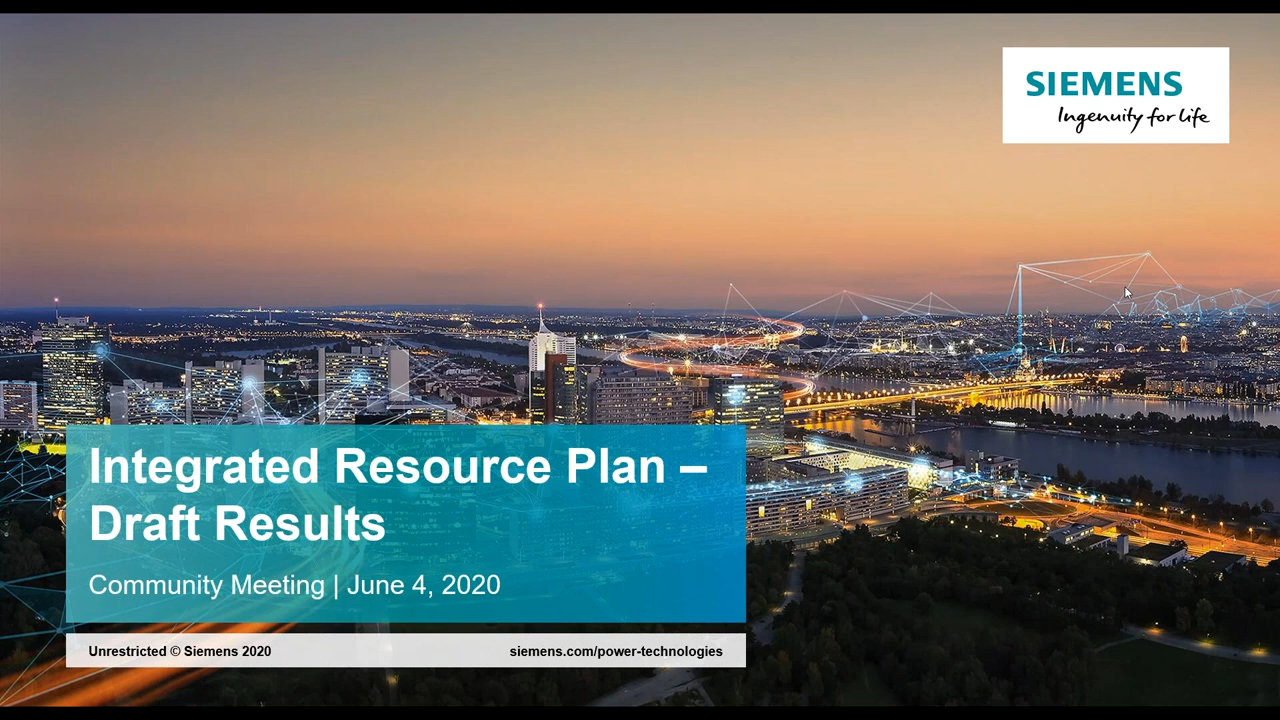 SIEMENS
Ingenuity for life
Integrated Resource Plan –
Draft Results
Community Meeting | June 4, 2020
Unrestricted © Siemens 2020
siemens.com/power-technologies